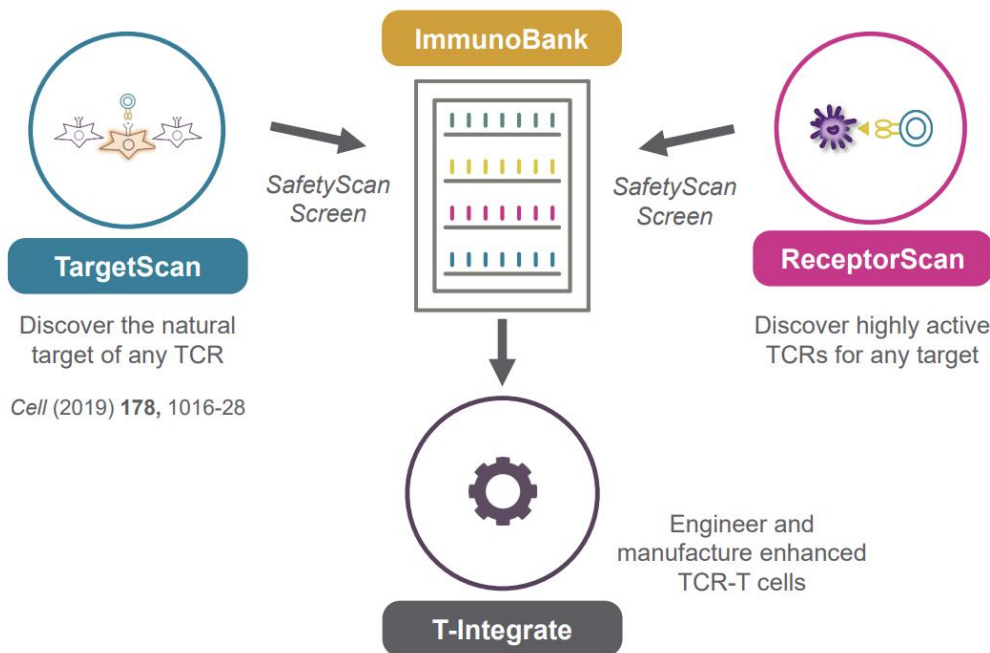 ImmunoBank
SafetyScan
Screen
SafetyScan
Screen
TargetScan
ReceptorScan
Discover the natural
target of any TCR
Cell (2019) 178, 1016-28
Discover highly active
TCRs for any target
Engineer and
manufacture enhanced
TCR-T cells
T-Integrate